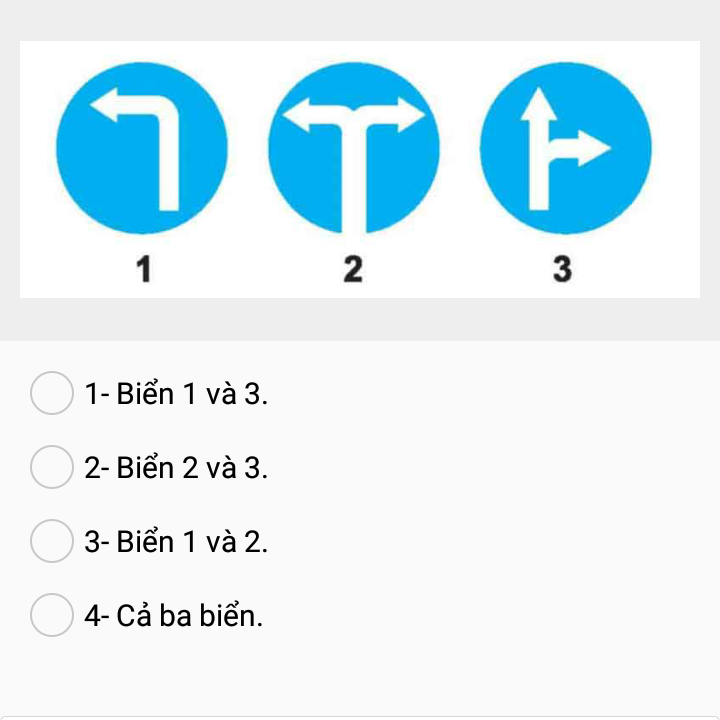 1 2 3
1- Biển 1 và 3.
2- Biển 2 và 3.
3- Biển 1 và 2.
4- Cả ba biển.